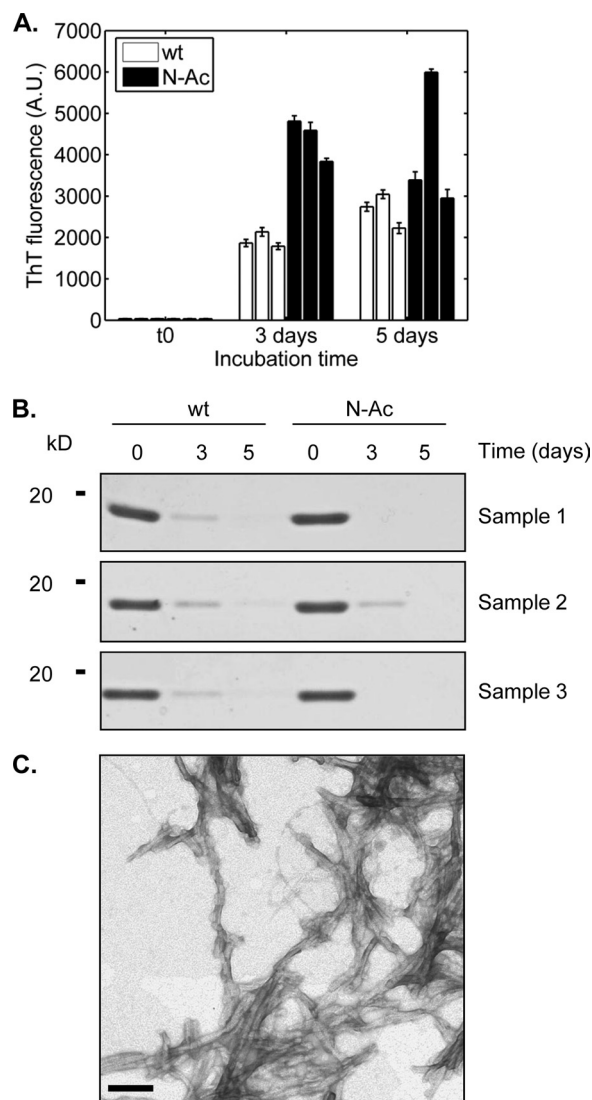 A.
7000
6000
5000
4000
3000
2000
1000
0
ThT fluorescence (A.U.)
wt
N-Ac
t0 3 days 5 days
Incubation time
B.
wt N-Ac
kD 0 3 5 0 3 5 Time (days)
20 Sample 1
20 Sample 2
20 Sample 3
C.